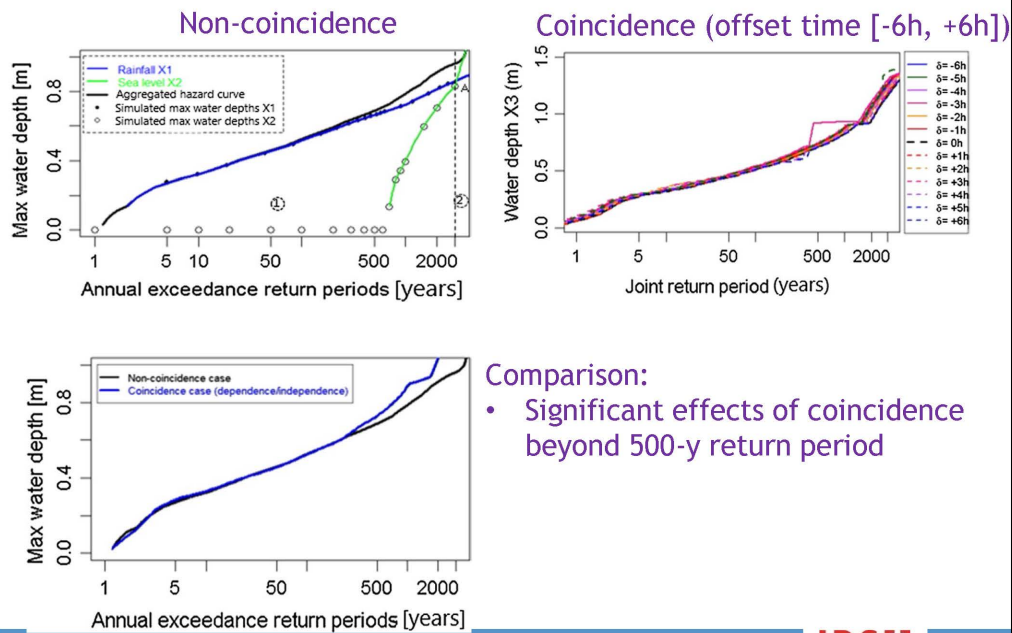 Non-coincidence
Coincidence (offset time [-6h, +6h])
Max water depth [m]
0.0
0.4
0.8
Rainfall X1
Sea level X2
Aggregated hazard curve
Simulated max water depths X1
Simulated max water depths X2
A
1
2
1
5
10
50
500
2000
Annual exceedance return periods [years]
Water depth X3 (m)
0.0
0.5
1.0
1.5
δ= -6h
δ= -5h
δ= -4h
δ= -3h
δ= -2h
δ= -1h
δ= 0h
δ= +1h
δ= +2h
δ= +3h
δ= +4h
δ= +5h
δ= +6h
1
5
50
500
2000
Joint return period (years)
Max water depth [m]
0.0
0.4
0.8
Non-coincidence case
Coincidence case (dependence/independence)
1
5
50
500
2000
Annual exceedance return periods [years]
Comparison:
• Significant effects of coincidence
beyond 500-y return period